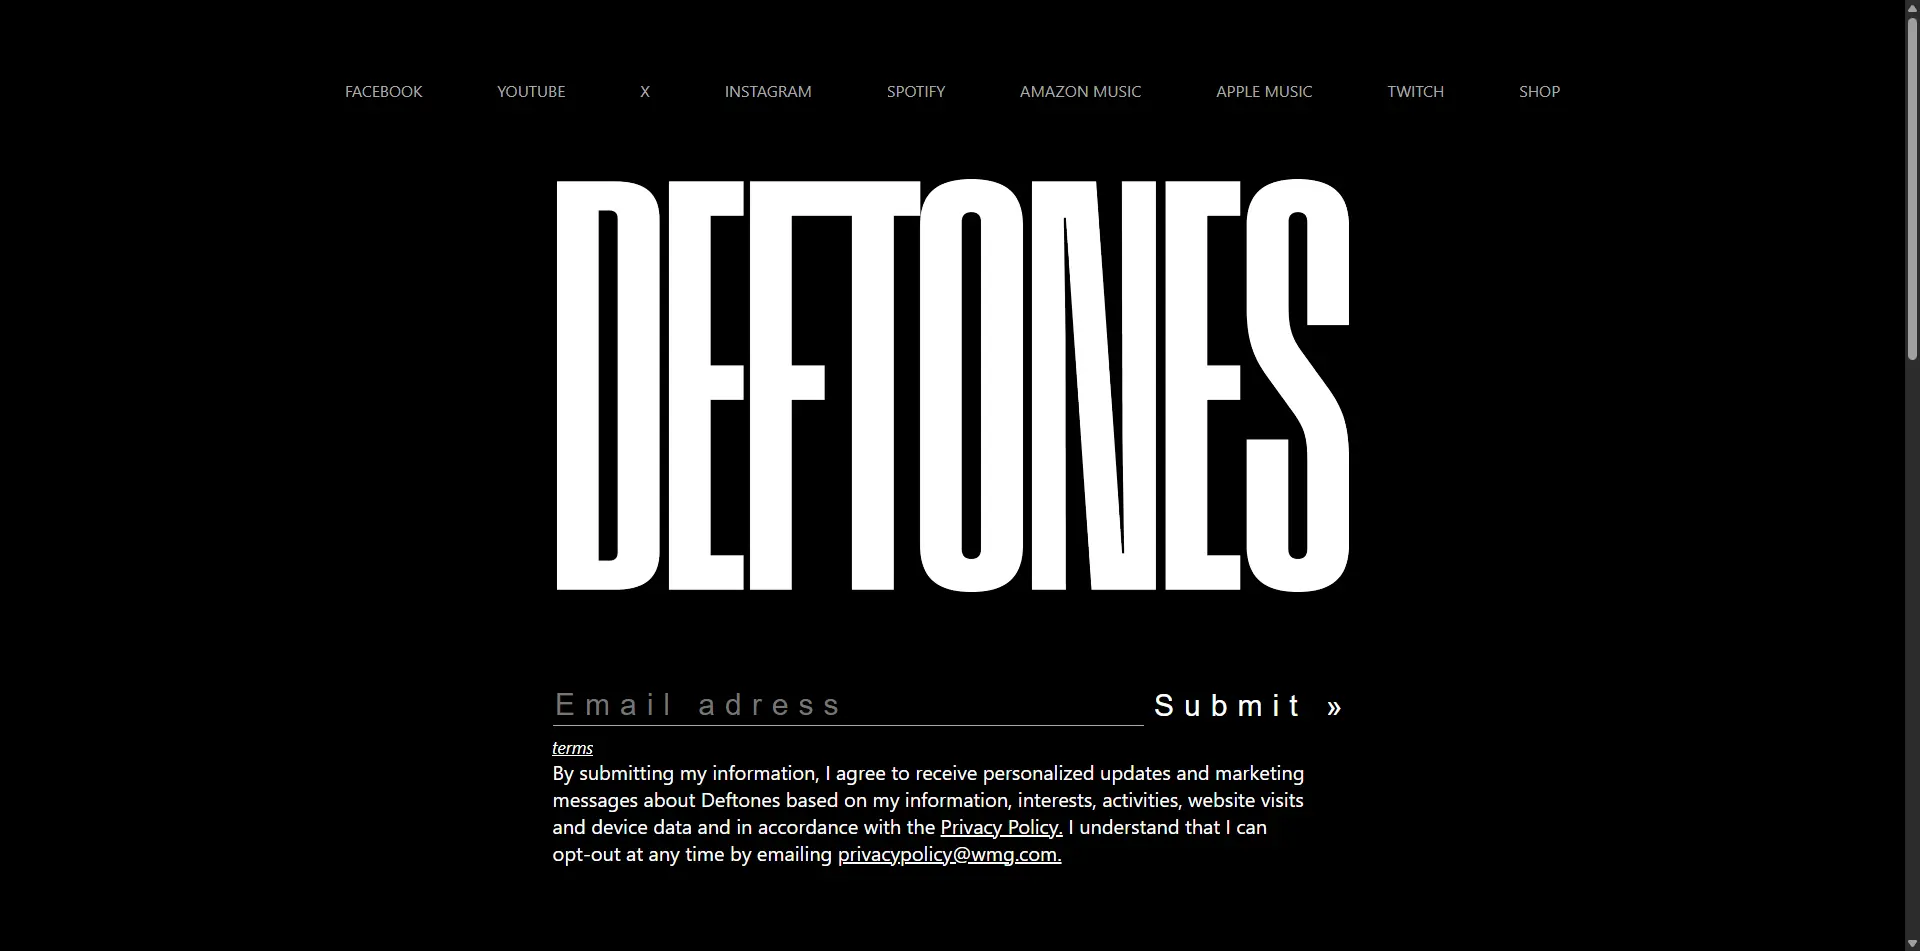 FACEBOOK YOUTUBE X INSTAGRAM SPOTIFY AMAZON MUSIC APPLE MUSIC TWITCH SHOP
DEFTONES
Email adress Submit »
terms
By submitting my information, I agree to receive personalized updates and marketing
messages about Deftones based on my information, interests, activities, website visits
and device data and in accordance with the Privacy Policy. I understand that I can
opt-out at any time by emailing privacypolicy@wmg.com.